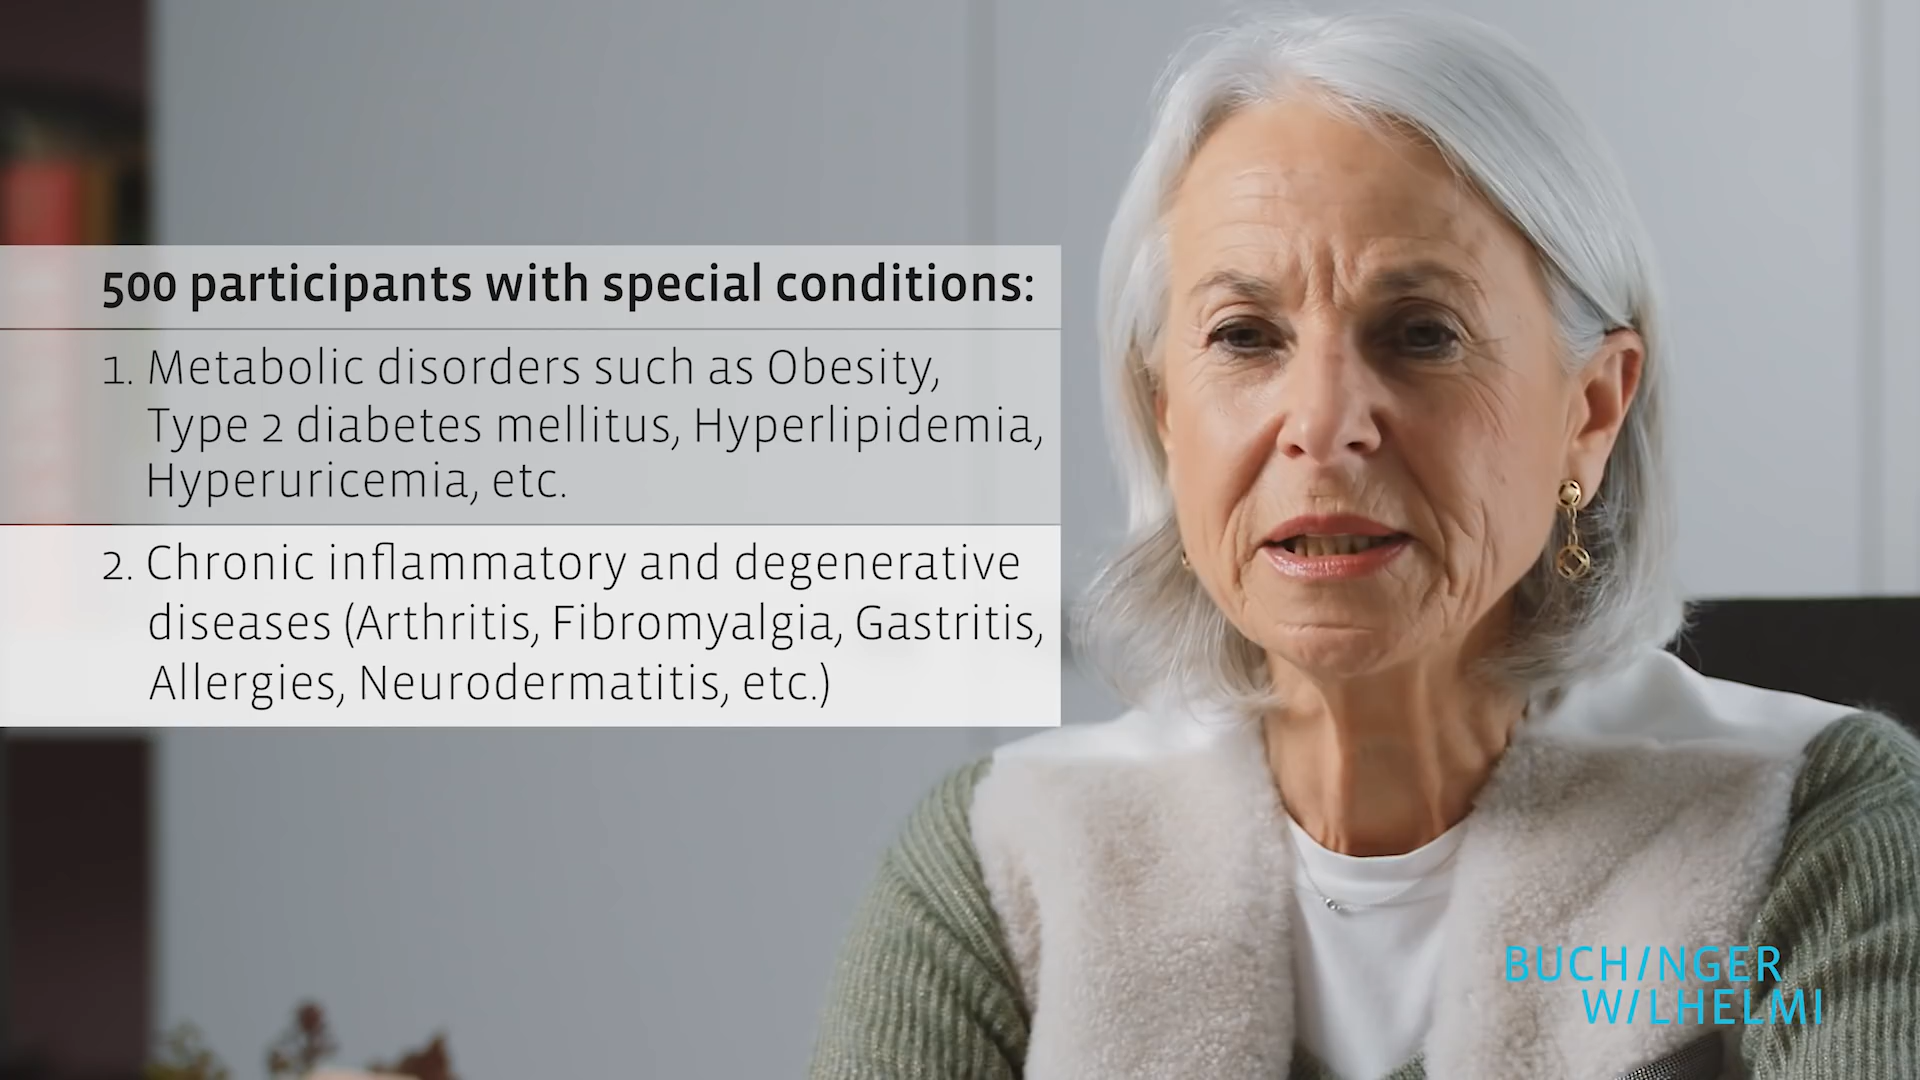 500 participants with special conditions:
1. Metabolic disorders such as Obesity,
Type 2 diabetes mellitus, Hyperlipidemia,
Hyperuricemia, etc.
2. Chronic inflammatory and degenerative
diseases (Arthritis, Fibromyalgia, Gastritis,
Allergies, Neurodermatitis, etc.)
BUCHINGER
WILHELMI